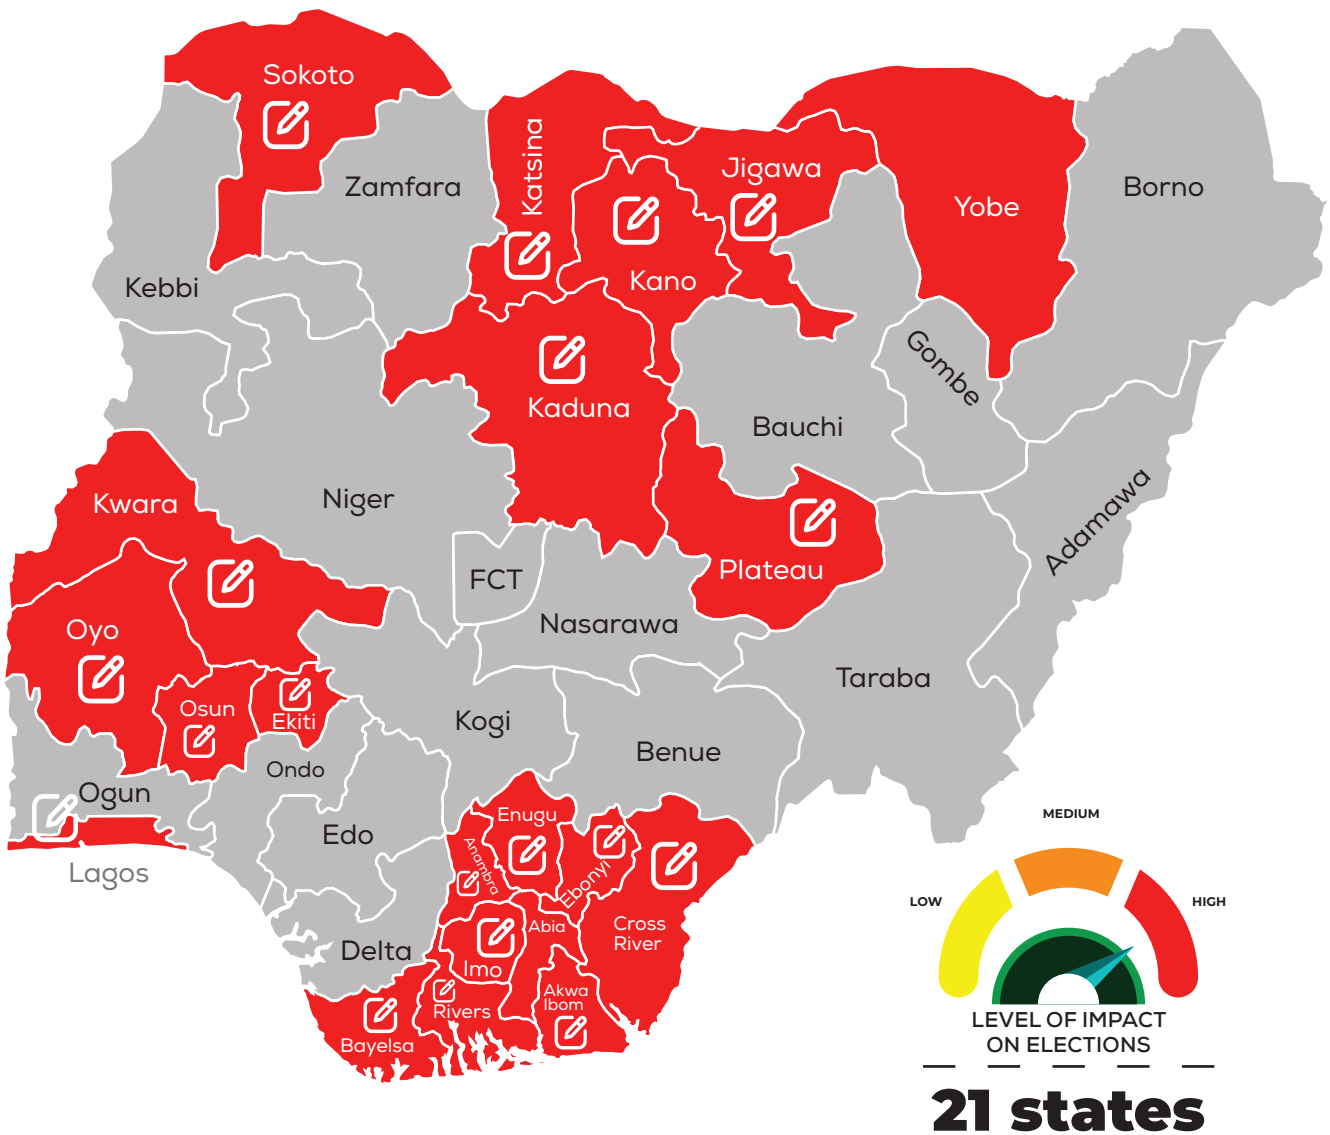 Sokoto
Katsina
Jigawa
Zamfara
Yobe
Borno
Kebbi
Kano
Gombe
Kaduna
Bauchi
Kwara
Niger
Adamawa
Plateau
FCT
Oyo
Nasarawa
Taraba
Osun
Ekiti
Kogi
Benue
Ondo
Ogun
Enugu
Edo
Anambra
Ebonyi
Lagos
Abia
Cross
River
Delta
Imo
Akwa
Ibom
Rivers
Bayelsa
MEDIUM
LOW
HIGH
LEVEL OF IMPACT
ON ELECTIONS
21 states